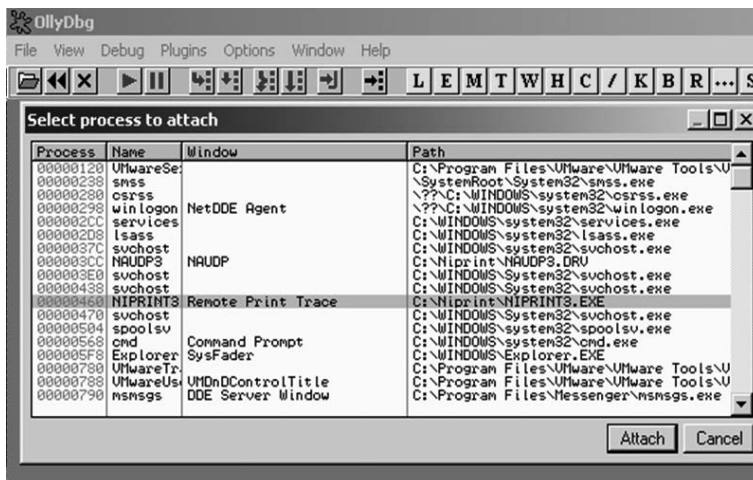 OllyDbg
File View Debug Plugins Options Window Help
L E M T W H C / K B R ... S
Select process to attach
Process Name Window Path
00000120 VMwareSe: C:\Program Files\VMware\VMware Tools\V
00000238 smss \SystemRoot\System32\smss.exe
00000280 csrss \??\C:\WINDOWS\system32\csrss.exe
00000298 winlogon NetDDE Agent \??\C:\WINDOWS\system32\winlogon.exe
000002CC services C:\WINDOWS\system32\services.exe
000002D8 lsass C:\WINDOWS\system32\lsass.exe
0000037C svchost C:\WINDOWS\system32\svchost.exe
000003CC NAUDP3 NAUDP C:\Niprint\NAUDP3.DRV
000003E0 svchost C:\WINDOWS\System32\svchost.exe
00000438 svchost C:\WINDOWS\System32\svchost.exe
00000460 NIPRINT3 Remote Print Trace C:\Niprint\NIPRINT3.EXE
00000470 svchost C:\WINDOWS\System32\svchost.exe
00000504 spoolsv C:\WINDOWS\system32\spoolsv.exe
00000568 cmd Command Prompt C:\WINDOWS\system32\cmd.exe
000005F8 Explorer SysFader C:\WINDOWS\Explorer.EXE
00000780 VMwareTr. C:\Program Files\VMware\VMware Tools\V
00000788 VMwareUs VMDnDControlTitle C:\Program Files\VMware\VMware Tools\V
00000790 msmsgs DDE Server Window C:\Program Files\Messenger\msmsgs.exe
Attach Cancel